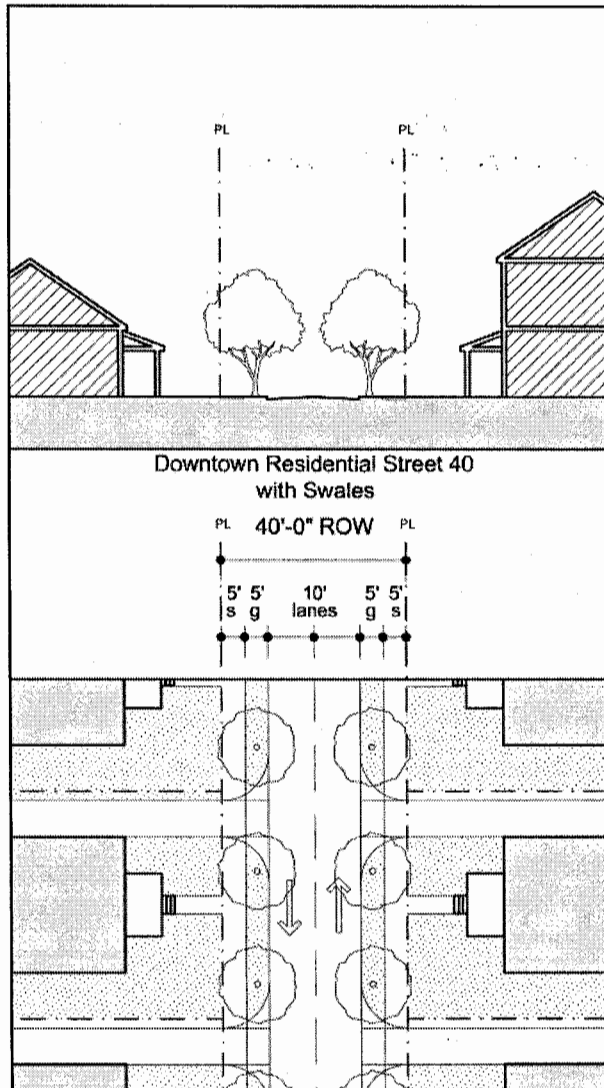 PL PL
Downtown Residential Street 40
with Swales
PL 40'-0" ROW PL
5' 5' 10' 5' 5'
s g lanes g s